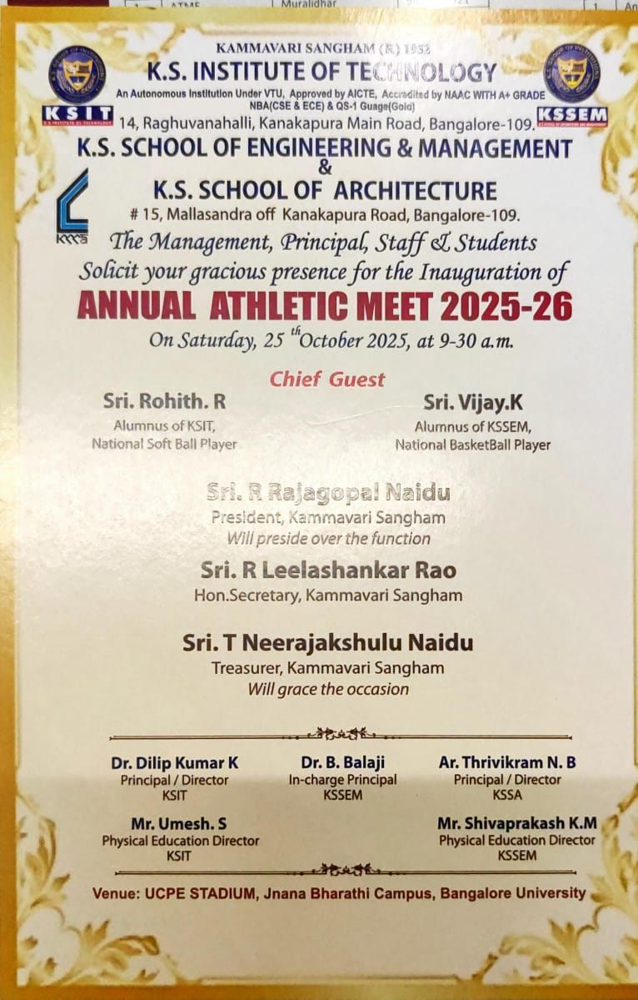 ATME
Muralidhar
121
1
An
KAMMAVARI SANGHAM (R) 1952
K.S. INSTITUTE OF TECHNOLOGY
An Autonomous Institution Under VTU, Approved by AICTE, Accredited by NAAC WITH A+ GRADE
NBA(CSE & ECE) & QS-1 Guage(Gold)
KSIT
K.S INSTITUTE OF TECHNOLOGY
KSSEM
14, Raghuvanahalli, Kanakapura Main Road, Bangalore-109.
K.S. SCHOOL OF ENGINEERING & MANAGEMENT
&
K.S. SCHOOL OF ARCHITECTURE
# 15, Mallasandra off Kanakapura Road, Bangalore-109.
The Management, Principal, Staff & Students
Solicit your gracious presence for the Inauguration of
ANNUAL ATHLETIC MEET 2025-26
On Saturday, 25 th October 2025, at 9-30 a.m.
Chief Guest
Sri. Rohith. R
Alumnus of KSIT,
National Soft Ball Player
Sri. Vijay.K
Alumnus of KSSEM,
National BasketBall Player
Sri. R Rajagopal Naidu
President, Kammavari Sangham
Will preside over the function
Sri. R Leelashankar Rao
Hon.Secretary, Kammavari Sangham
Sri. T Neerajakshulu Naidu
Treasurer, Kammavari Sangham
Will grace the occasion
Dr. Dilip Kumar K
Principal / Director
KSIT
Dr. B. Balaji
In-charge Principal
KSSEM
Ar. Thrivikram N. B
Principal / Director
KSSA
Mr. Umesh. S
Physical Education Director
KSIT
Mr. Shivaprakash K.M
Physical Education Director
KSSEM
Venue: UCPE STADIUM, Jnana Bharathi Campus, Bangalore University